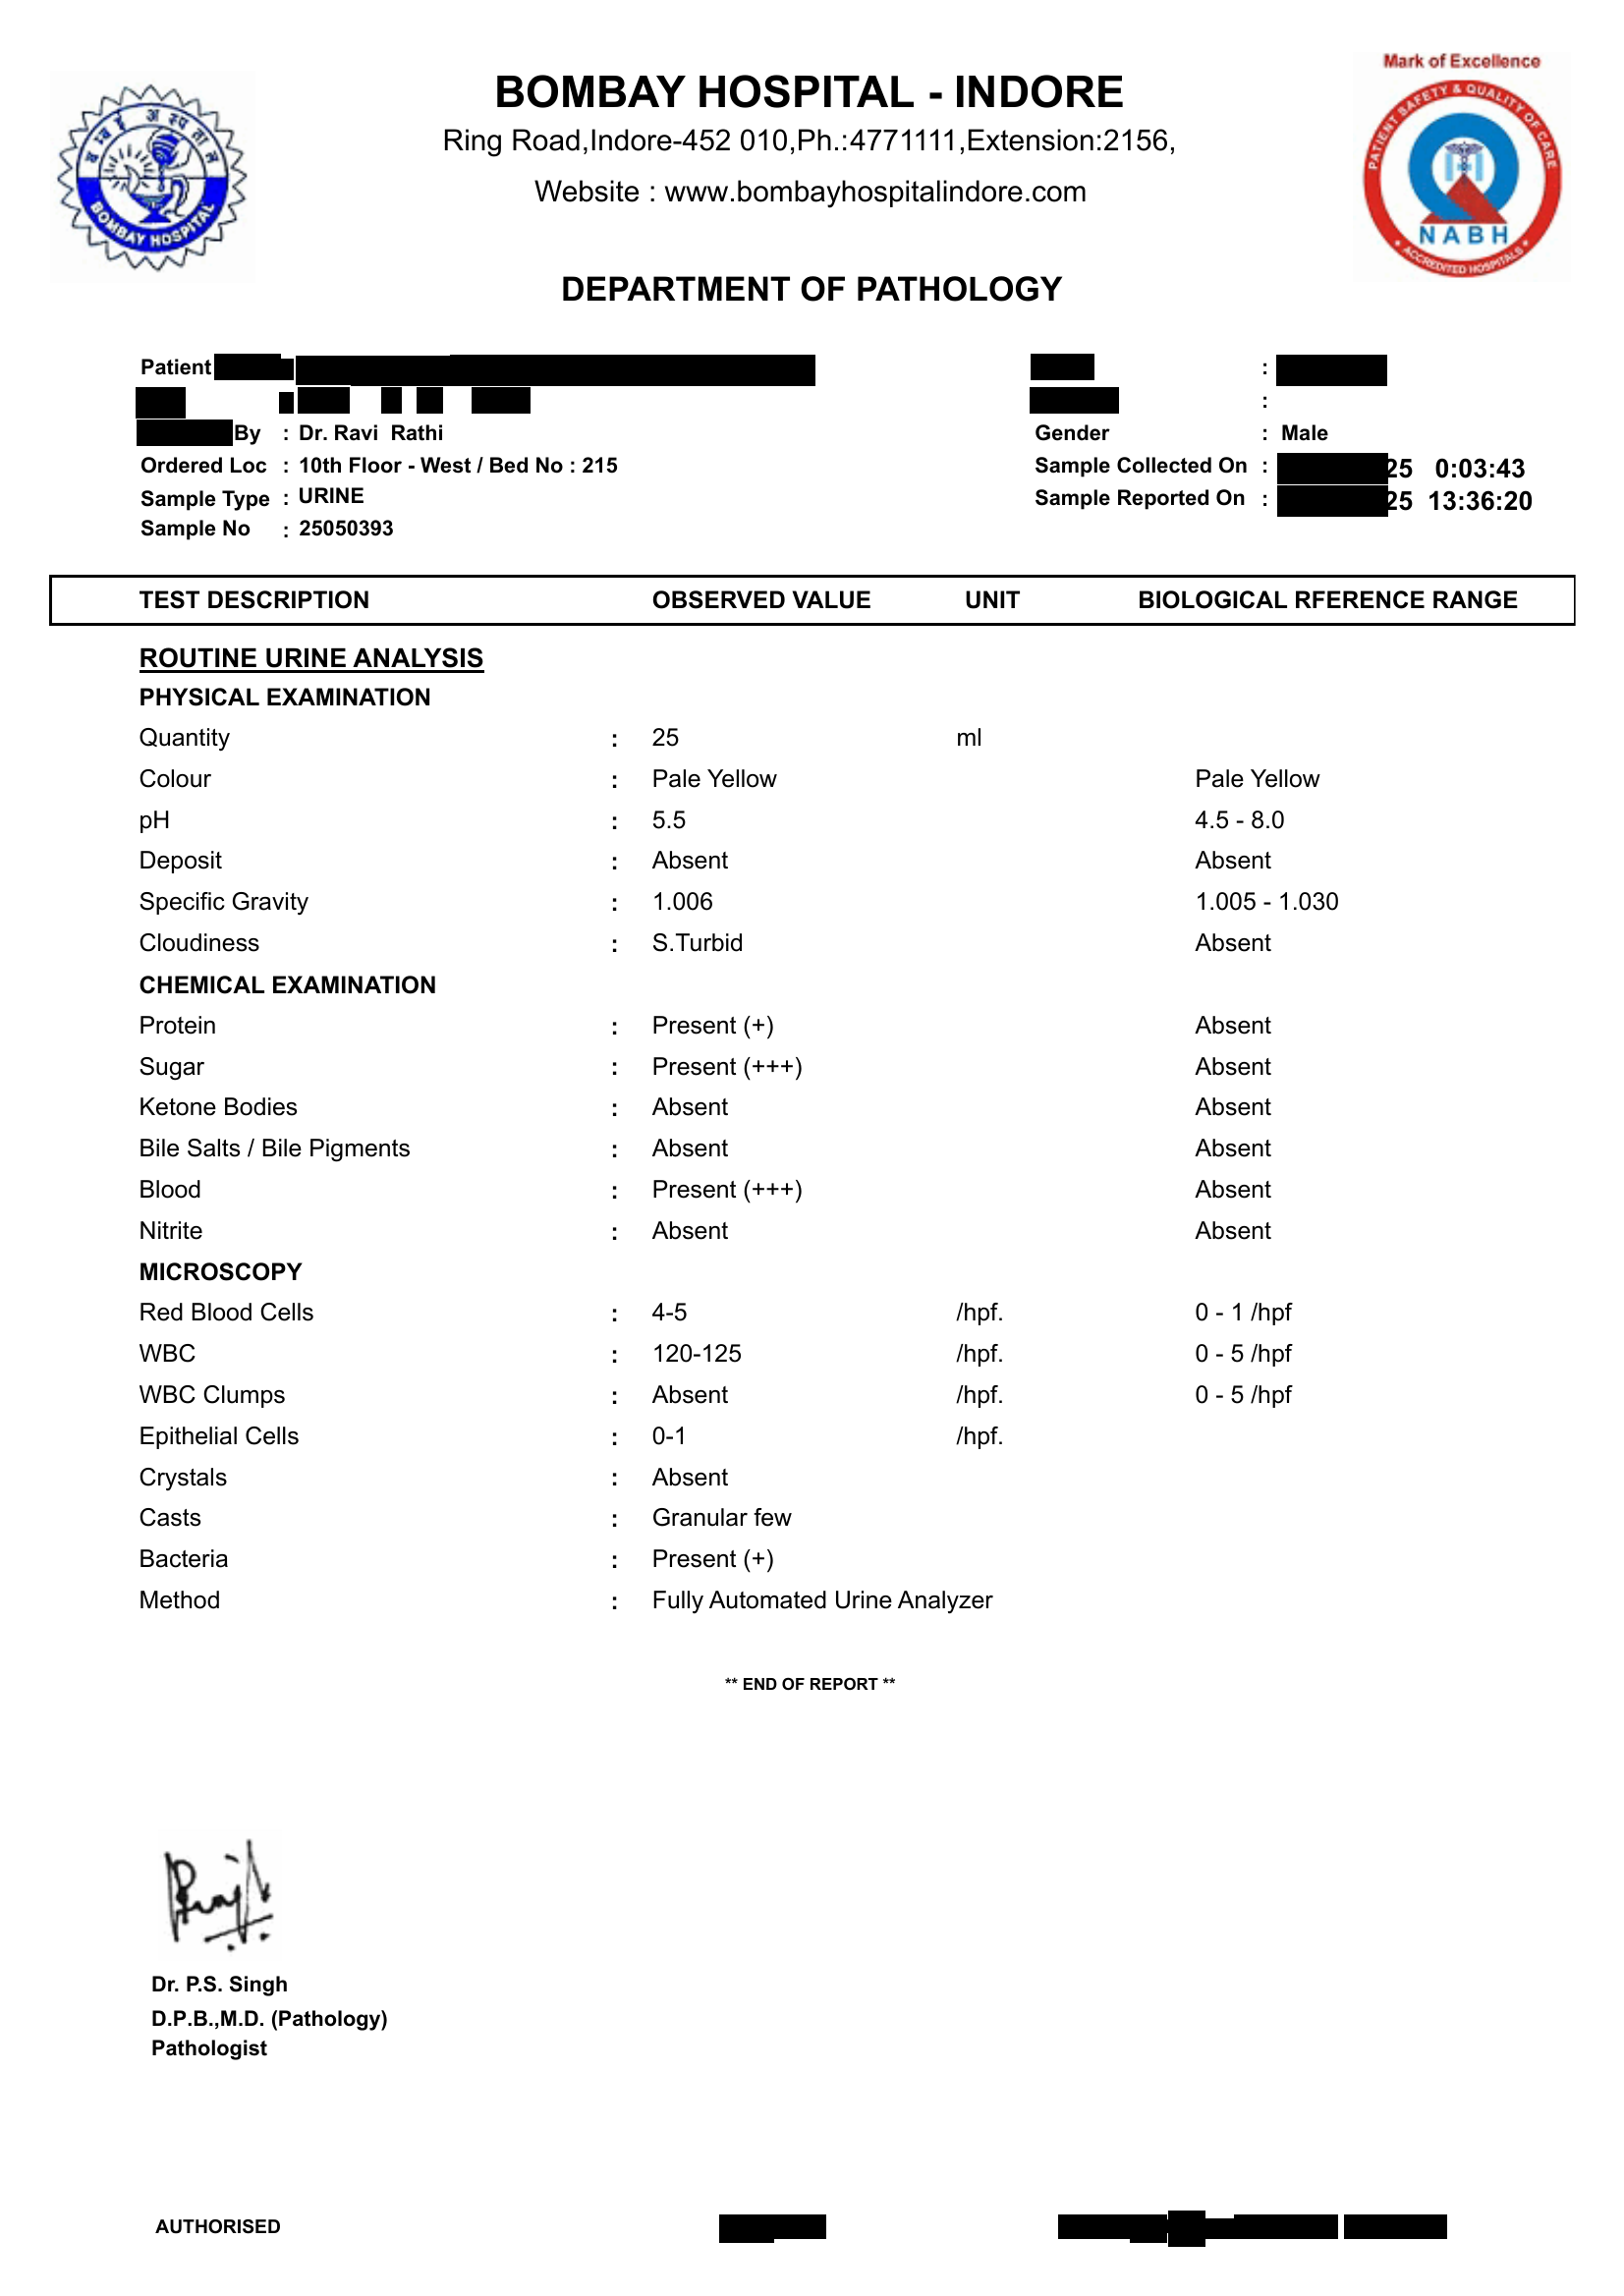 Mark of Excellence
BOMBAY HOSPITAL - INDORE
Ring Road,Indore-452 010,Ph.:4771111,Extension:2156,
Website : www.bombayhospitalindore.com
बम्बई अस्पताल
BOMBAY HOSPITAL
PATIENT SAFETY & QUALITY OF CARE
NABH
ACCREDITED HOSPITALS
DEPARTMENT OF PATHOLOGY
Patient :
:
By : Dr. Ravi Rathi Gender : Male
Ordered Loc : 10th Floor - West / Bed No : 215 Sample Collected On : 25 0:03:43
Sample Type : URINE Sample Reported On : 25 13:36:20
Sample No : 25050393
TEST DESCRIPTION OBSERVED VALUE UNIT BIOLOGICAL RFERENCE RANGE
ROUTINE URINE ANALYSIS
PHYSICAL EXAMINATION
Quantity : 25 ml
Colour : Pale Yellow Pale Yellow
pH : 5.5 4.5 - 8.0
Deposit : Absent Absent
Specific Gravity : 1.006 1.005 - 1.030
Cloudiness : S.Turbid Absent
CHEMICAL EXAMINATION
Protein : Present (+) Absent
Sugar : Present (+++) Absent
Ketone Bodies : Absent Absent
Bile Salts / Bile Pigments : Absent Absent
Blood : Present (+++) Absent
Nitrite : Absent Absent
MICROSCOPY
Red Blood Cells : 4-5 /hpf. 0 - 1 /hpf
WBC : 120-125 /hpf. 0 - 5 /hpf
WBC Clumps : Absent /hpf. 0 - 5 /hpf
Epithelial Cells : 0-1 /hpf.
Crystals : Absent
Casts : Granular few
Bacteria : Present (+)
Method : Fully Automated Urine Analyzer
** END OF REPORT **
Dr. P.S. Singh
D.P.B.,M.D. (Pathology)
Pathologist
AUTHORISED